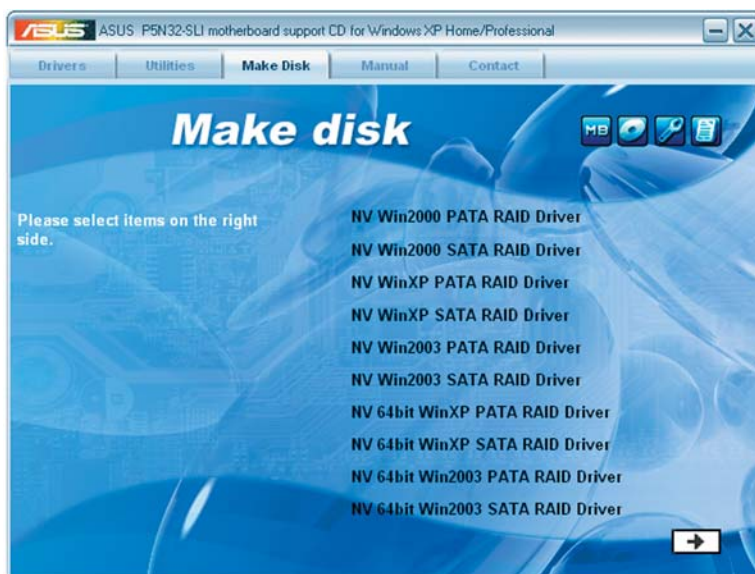 ASUS ASUS P5N32-SLI motherboard support CD for Windows XP Home/Professional
Drivers Utilities Make Disk Manual Contact
Make disk
MB
Please select items on the right
side.
NV Win2000 PATA RAID Driver
NV Win2000 SATA RAID Driver
NV WinXP PATA RAID Driver
NV WinXP SATA RAID Driver
NV Win2003 PATA RAID Driver
NV Win2003 SATA RAID Driver
NV 64bit WinXP PATA RAID Driver
NV 64bit WinXP SATA RAID Driver
NV 64bit Win2003 PATA RAID Driver
NV 64bit Win2003 SATA RAID Driver